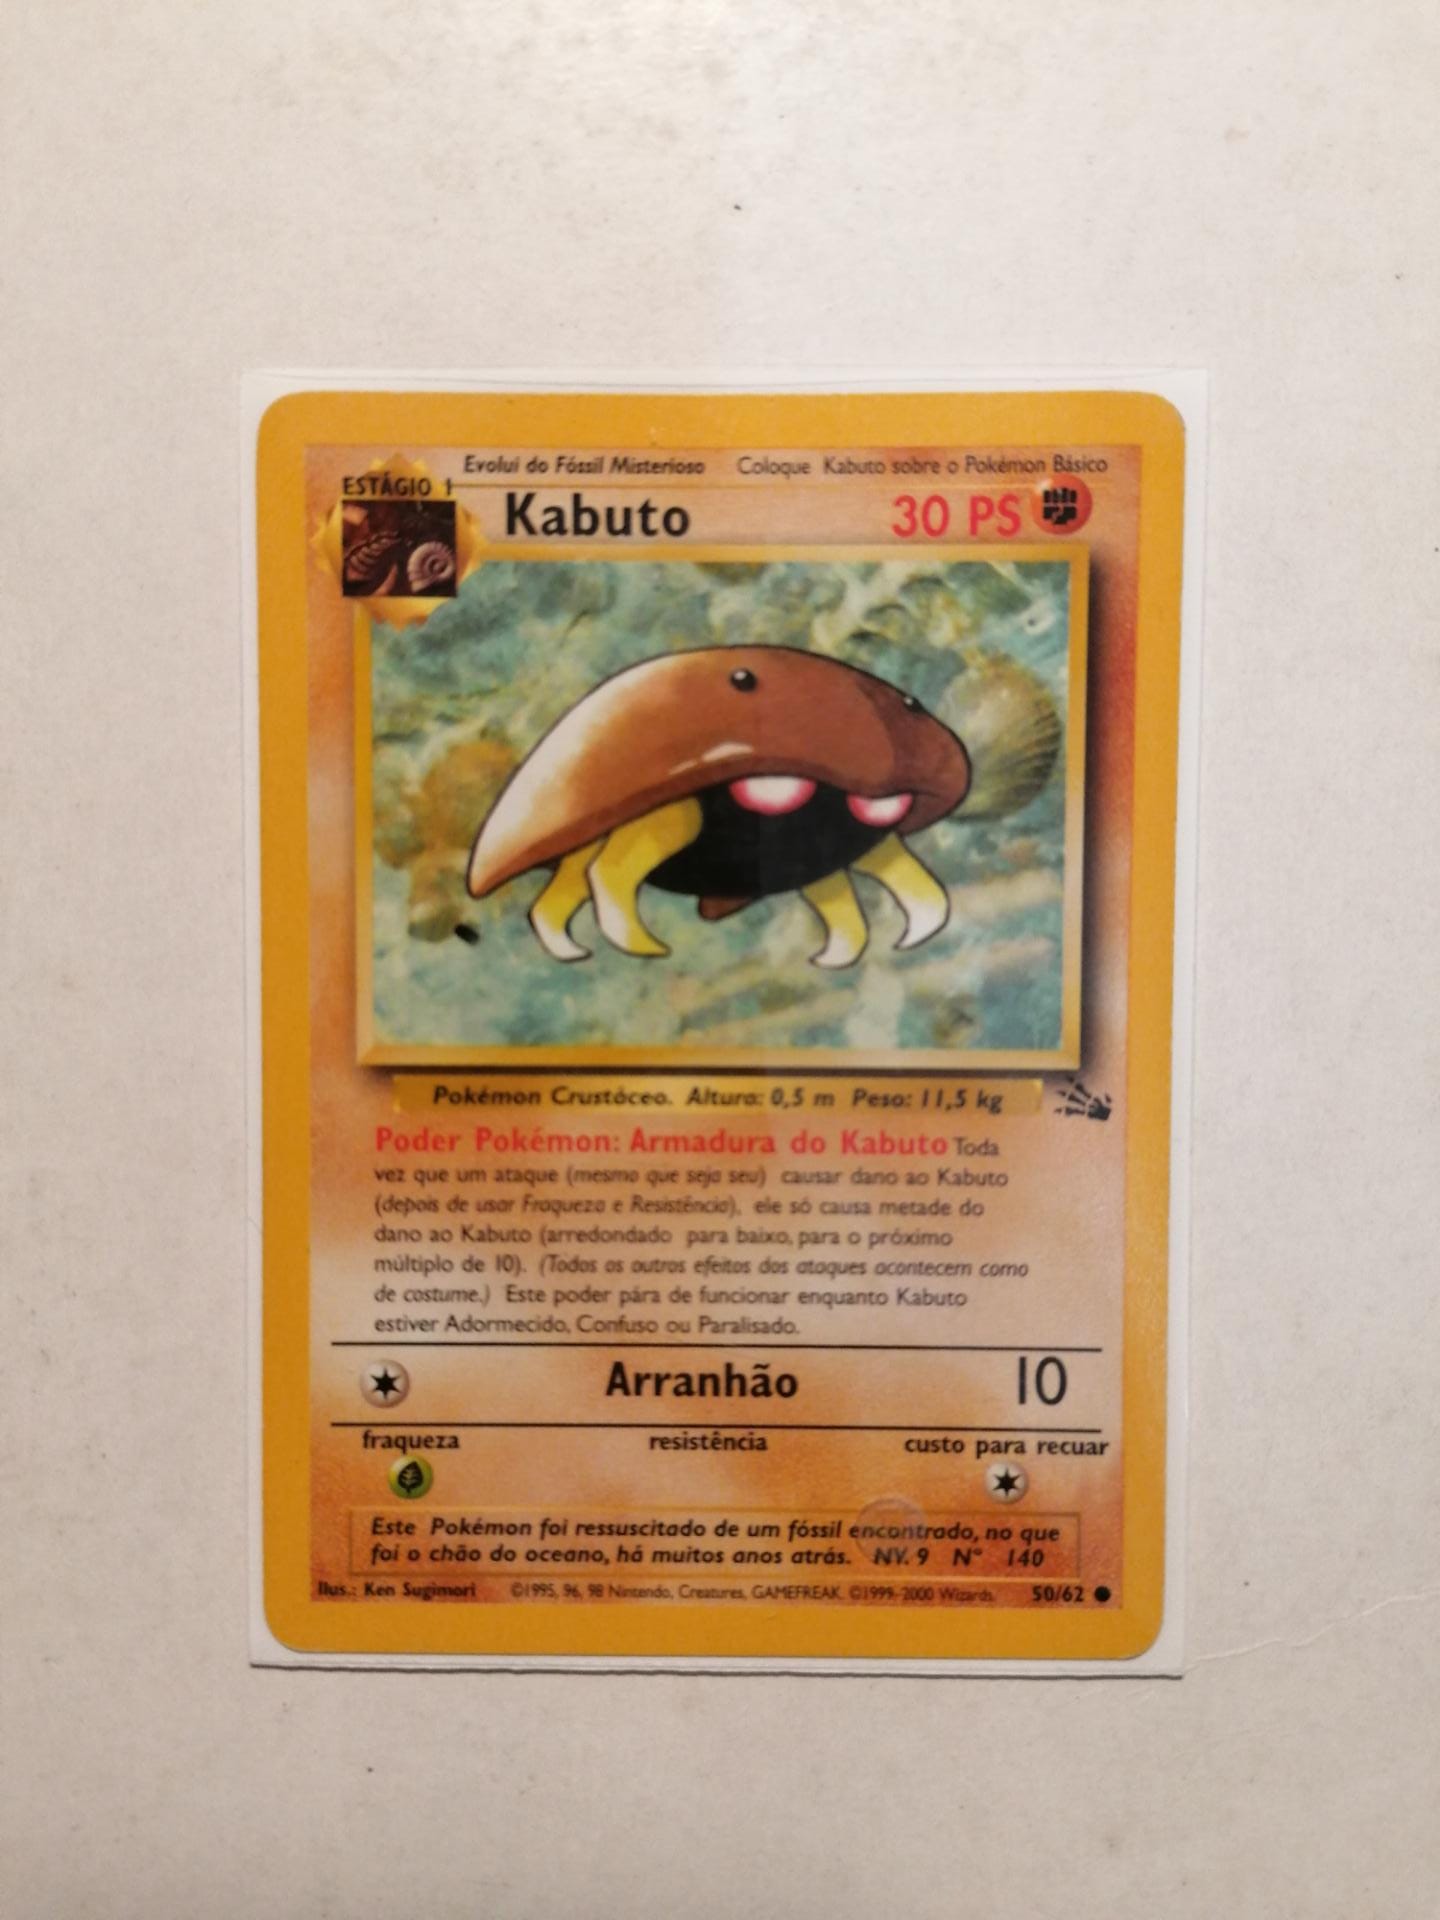 Evolui do Fóssil Misterioso Coloque Kabuto sobre o Pokémon Básico
ESTÁGIO 1
Kabuto 30 PS
Pokémon Crustáceo. Altura: 0,5 m Peso: 11,5 kg
Poder Pokémon: Armadura do Kabuto Toda
vez que um ataque (mesmo que seja seu) causar dano ao Kabuto
(depois de usar Fraqueza e Resistência), ele só causa metade do
dano ao Kabuto (arredondado para baixo, para o próximo
múltiplo de 10). (Todos os outros efeitos dos ataques acontecem como
de costume.) Este poder pára de funcionar enquanto Kabuto
estiver Adormecido, Confuso ou Paralisado.
Arranhão 10
fraqueza resistência custo para recuar
Este Pokémon foi ressuscitado de um fóssil encontrado, no que
foi o chão do oceano, há muitos anos atrás. NV. 9 Nº 140
Ilus.: Ken Sugimori ©1995, 96, 98 Nintendo, Creatures, GAMEFREAK. ©1999-2000 Wizards. 50/62